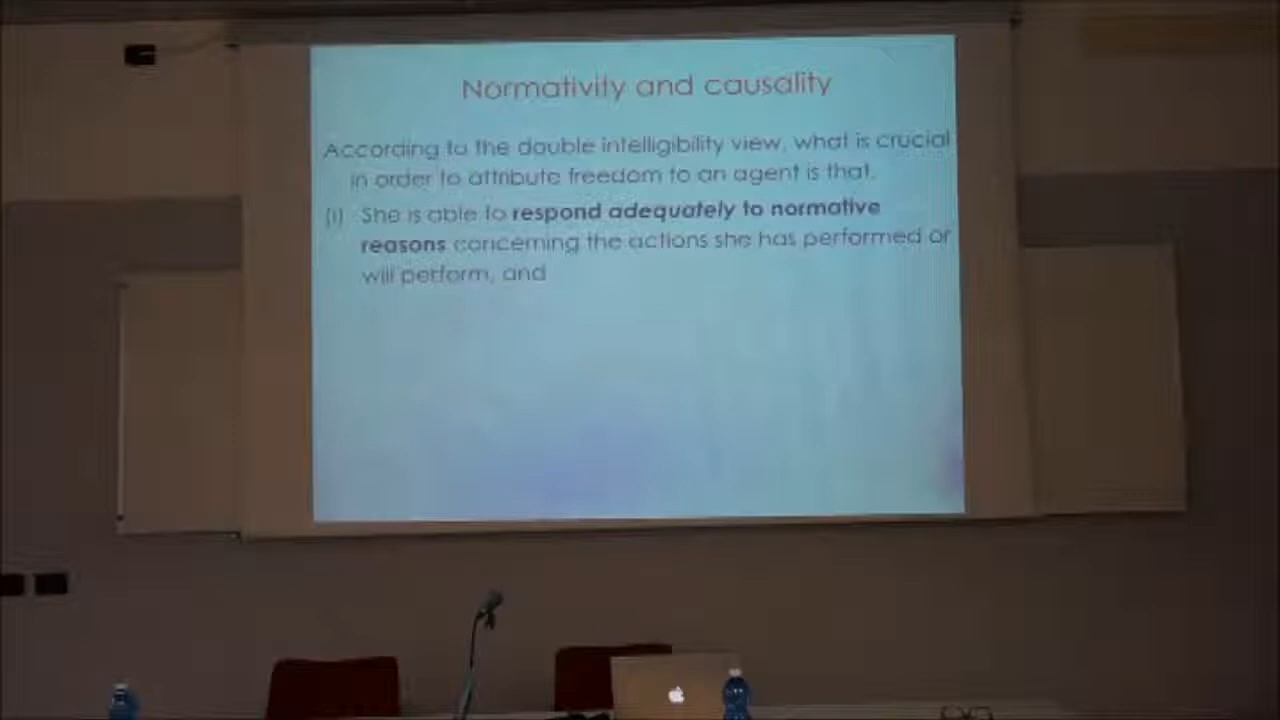 Normativity and causality
According to the double intelligibility view, what is crucial
in order to attribute freedom to an agent is that,
(i) She is able to respond adequately to normative
reasons concerning the actions she has performed or
will perform, and